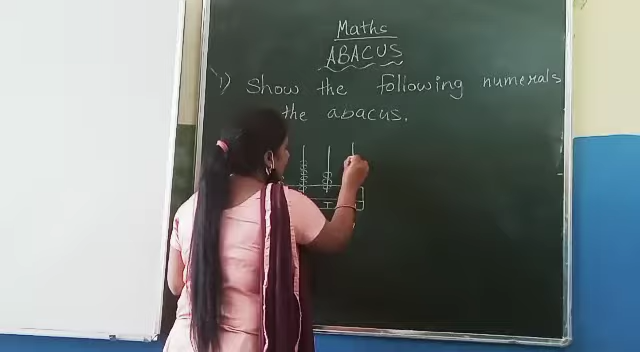 Maths
ABACUS
1) Show the following numerals
the abacus.
T